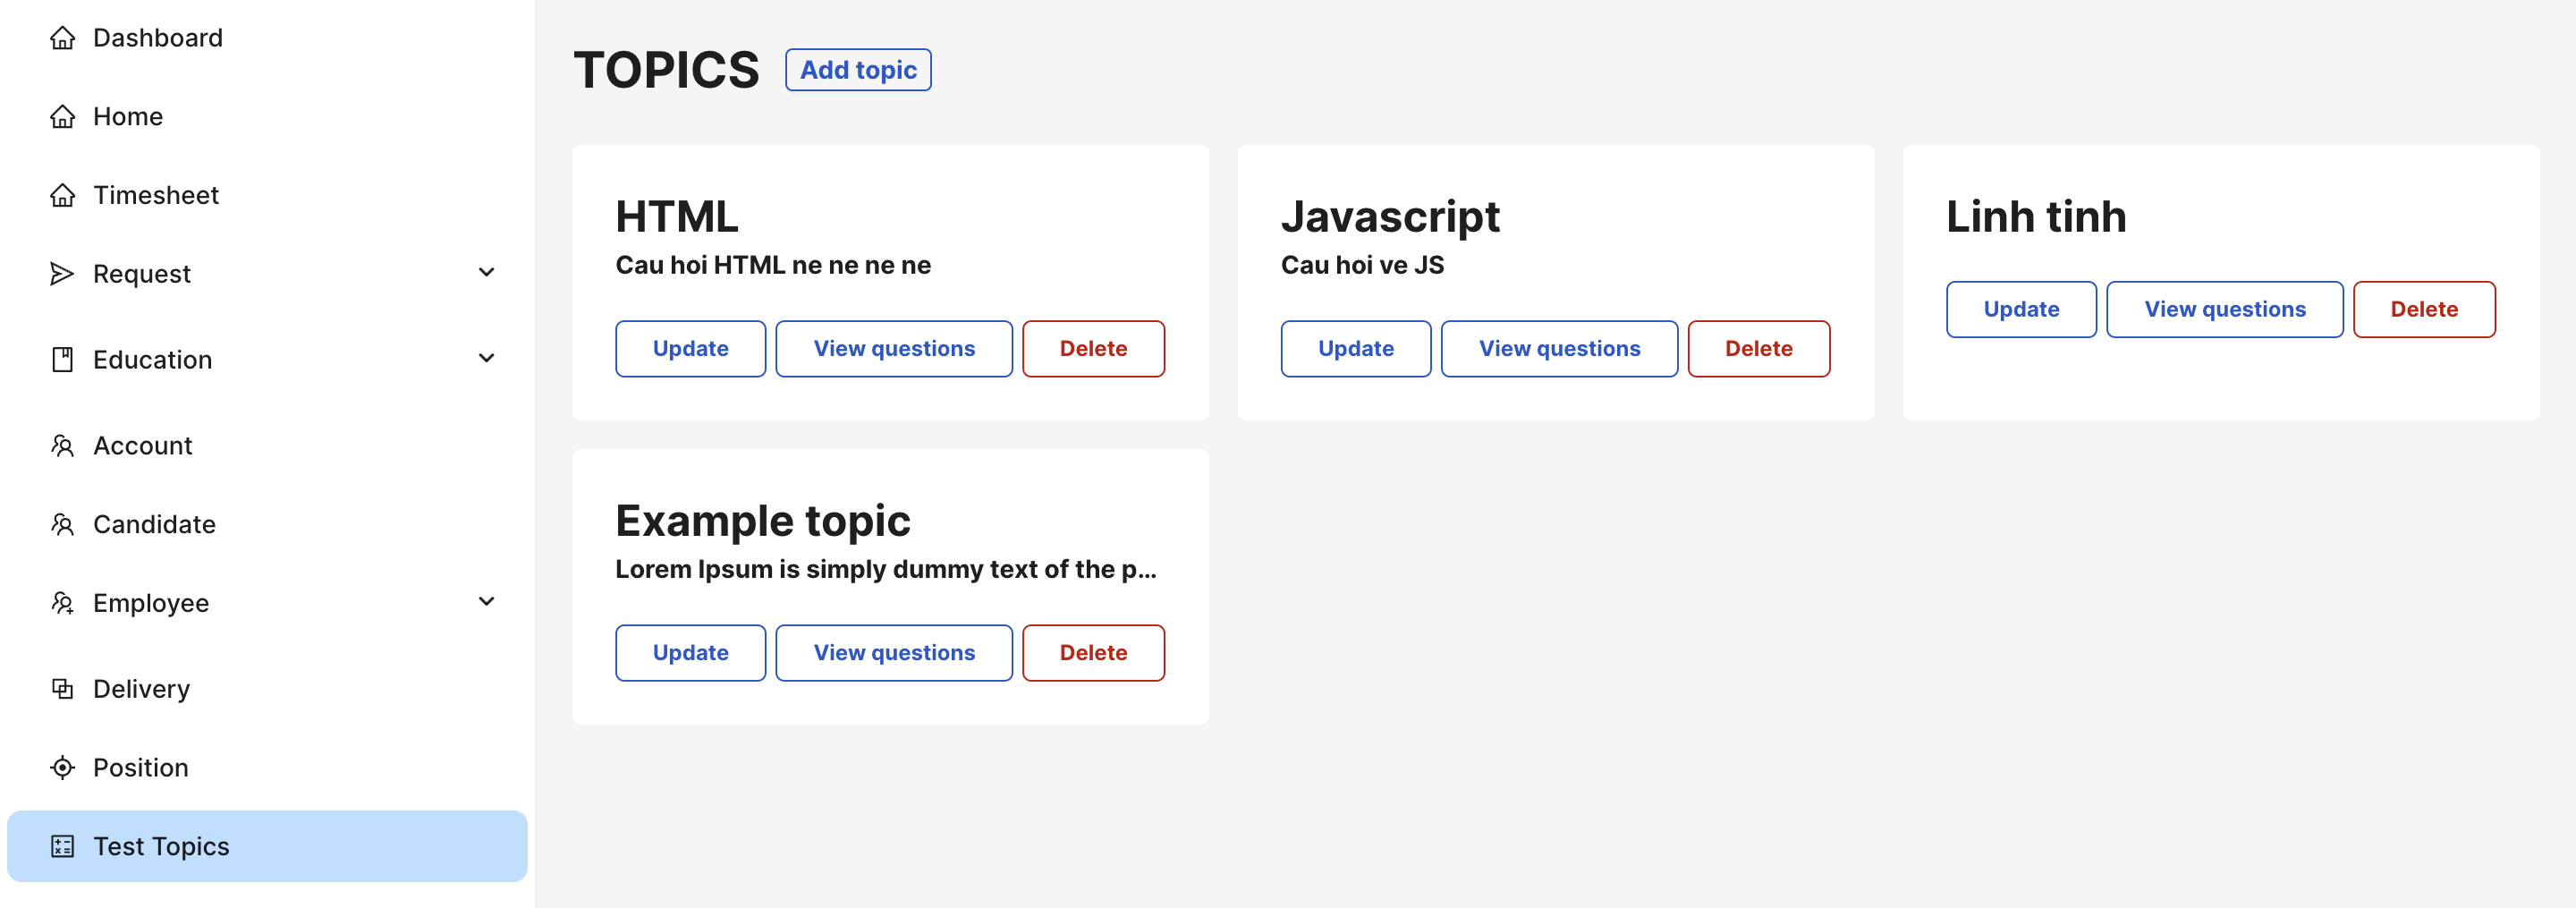 Dashboard
Home
Timesheet
Request
Education
Account
Candidate
Employee
Delivery
Position
Test Topics
TOPICS
Add topic
HTML
Cau hoi HTML ne ne ne ne
Update View questions Delete
Javascript
Cau hoi ve JS
Update View questions Delete
Linh tinh
Update View questions Delete
Example topic
Lorem Ipsum is simply dummy text of the p...
Update View questions Delete